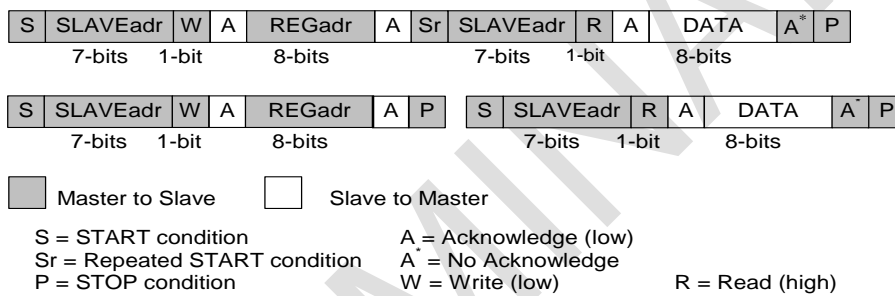 S SLAVEadr W A REGadr A Sr SLAVEadr R A DATA A* P
7-bits 1-bit 8-bits 7-bits 1-bit 8-bits
S SLAVEadr W A REGadr A P S SLAVEadr R A DATA A* P
7-bits 1-bit 8-bits 7-bits 1-bit 8-bits
Master to Slave Slave to Master
S = START condition A = Acknowledge (low)
Sr = Repeated START condition A* = No Acknowledge
P = STOP condition W = Write (low) R = Read (high)
MINA